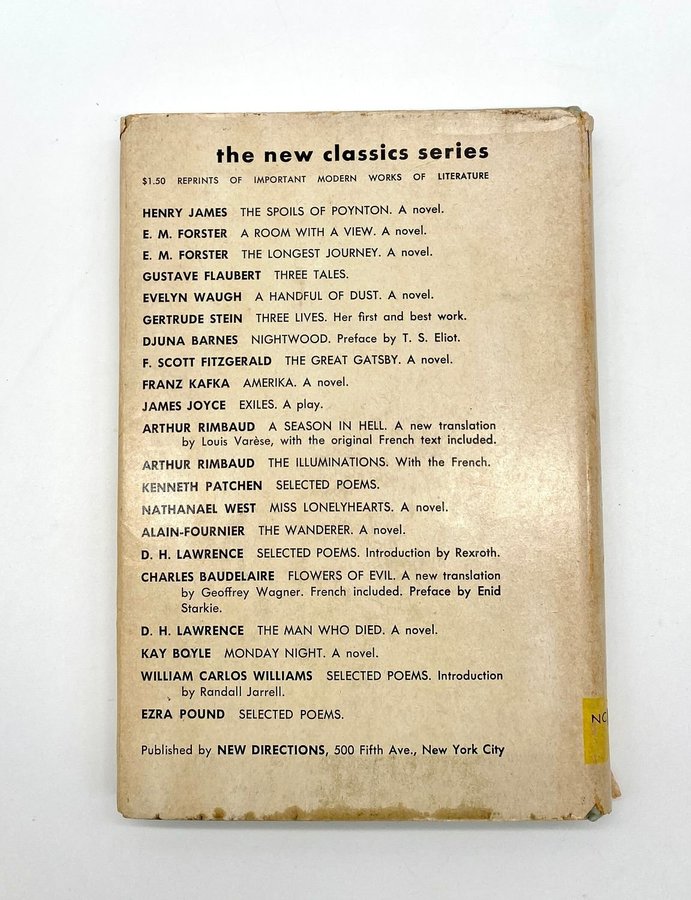 the new classics series
$1.50 REPRINTS OF IMPORTANT MODERN WORKS OF LITERATURE
HENRY JAMES THE SPOILS OF POYNTON. A novel.
E. M. FORSTER A ROOM WITH A VIEW. A novel.
E. M. FORSTER THE LONGEST JOURNEY. A novel.
GUSTAVE FLAUBERT THREE TALES.
EVELYN WAUGH A HANDFUL OF DUST. A novel.
GERTRUDE STEIN THREE LIVES. Her first and best work.
DJUNA BARNES NIGHTWOOD. Preface by T. S. Eliot.
F. SCOTT FITZGERALD THE GREAT GATSBY. A novel.
FRANZ KAFKA AMERIKA. A novel.
JAMES JOYCE EXILES. A play.
ARTHUR RIMBAUD A SEASON IN HELL. A new translation
by Louis Varèse, with the original French text included.
ARTHUR RIMBAUD THE ILLUMINATIONS. With the French.
KENNETH PATCHEN SELECTED POEMS.
NATHANAEL WEST MISS LONELYHEARTS. A novel.
ALAIN-FOURNIER THE WANDERER. A novel.
D. H. LAWRENCE SELECTED POEMS. Introduction by Rexroth.
CHARLES BAUDELAIRE FLOWERS OF EVIL. A new translation
by Geoffrey Wagner. French included. Preface by Enid
Starkie.
D. H. LAWRENCE THE MAN WHO DIED. A novel.
KAY BOYLE MONDAY NIGHT. A novel.
WILLIAM CARLOS WILLIAMS SELECTED POEMS. Introduction
by Randall Jarrell.
EZRA POUND SELECTED POEMS.
Published by NEW DIRECTIONS, 500 Fifth Ave., New York City